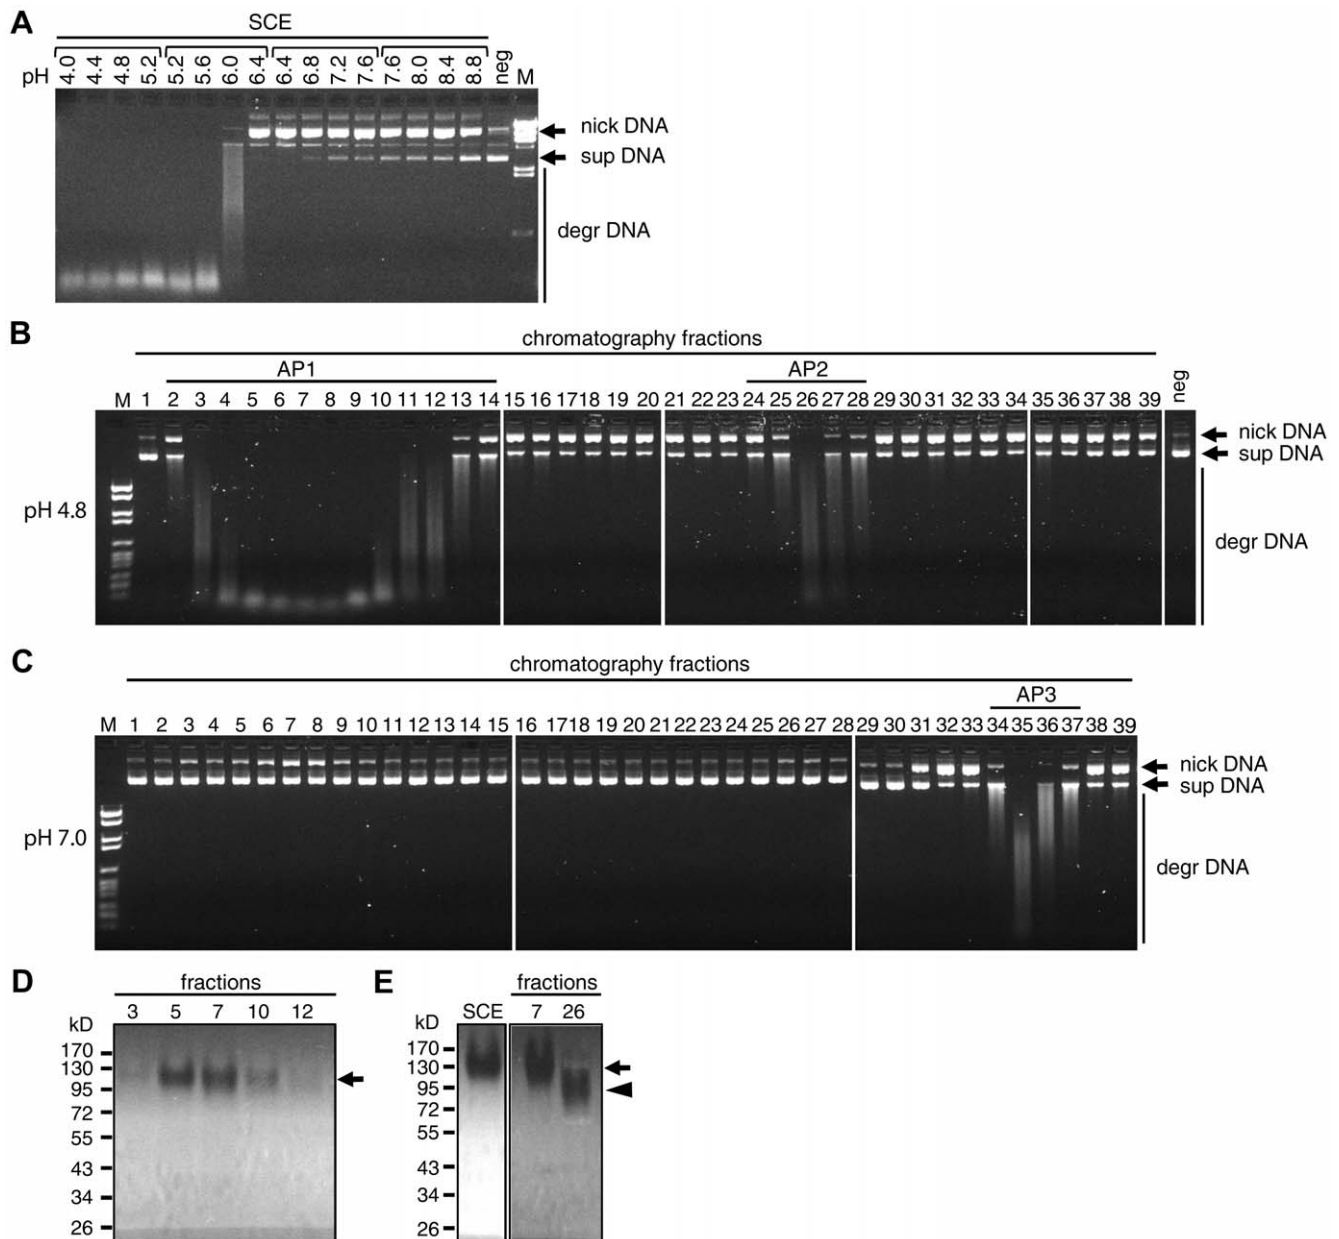 A
SCE
pH 4.0 4.4 4.8 5.2 5.2 5.6 6.0 6.4 6.4 6.8 7.2 7.6 7.6 8.0 8.4 8.8 neg M
nick DNA
sup DNA
degr DNA
B
chromatography fractions
AP1 AP2
M 1 2 3 4 5 6 7 8 9 10 11 12 13 14 15 16 17 18 19 20 21 22 23 24 25 26 27 28 29 30 31 32 33 34 35 36 37 38 39 neg
nick DNA
sup DNA
pH 4.8
degr DNA
C
chromatography fractions
AP3
M 1 2 3 4 5 6 7 8 9 10 11 12 13 14 15 16 17 18 19 20 21 22 23 24 25 26 27 28 29 30 31 32 33 34 35 36 37 38 39
nick DNA
sup DNA
pH 7.0
degr DNA
D
fractions
3 5 7 10 12
kD
170
130
95
72
55
43
34
26
E
fractions
SCE 7 26
kD
170
130
95
72
55
43
34
26